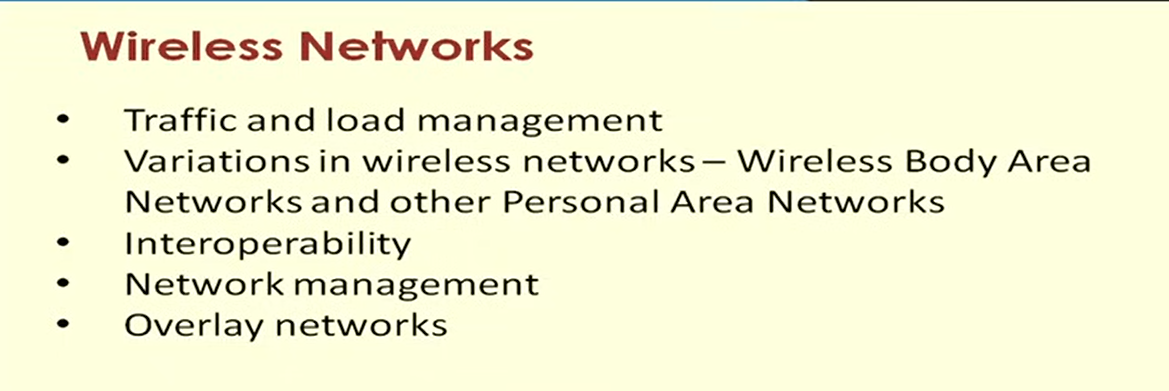 Wireless Networks
• Traffic and load management
• Variations in wireless networks – Wireless Body Area
Networks and other Personal Area Networks
• Interoperability
• Network management
• Overlay networks